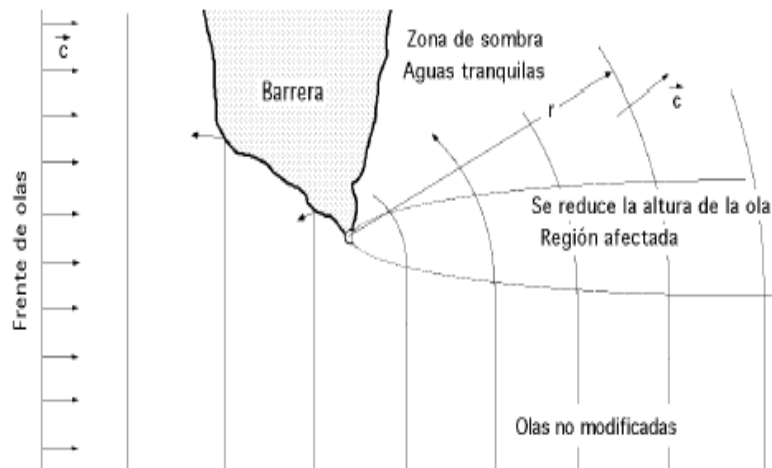 Zona de sombra
Aguas tranquilas
c
Barrera
r
c
Se reduce la altura de la ola
Región afectada
Frente de olas
Olas no modificadas